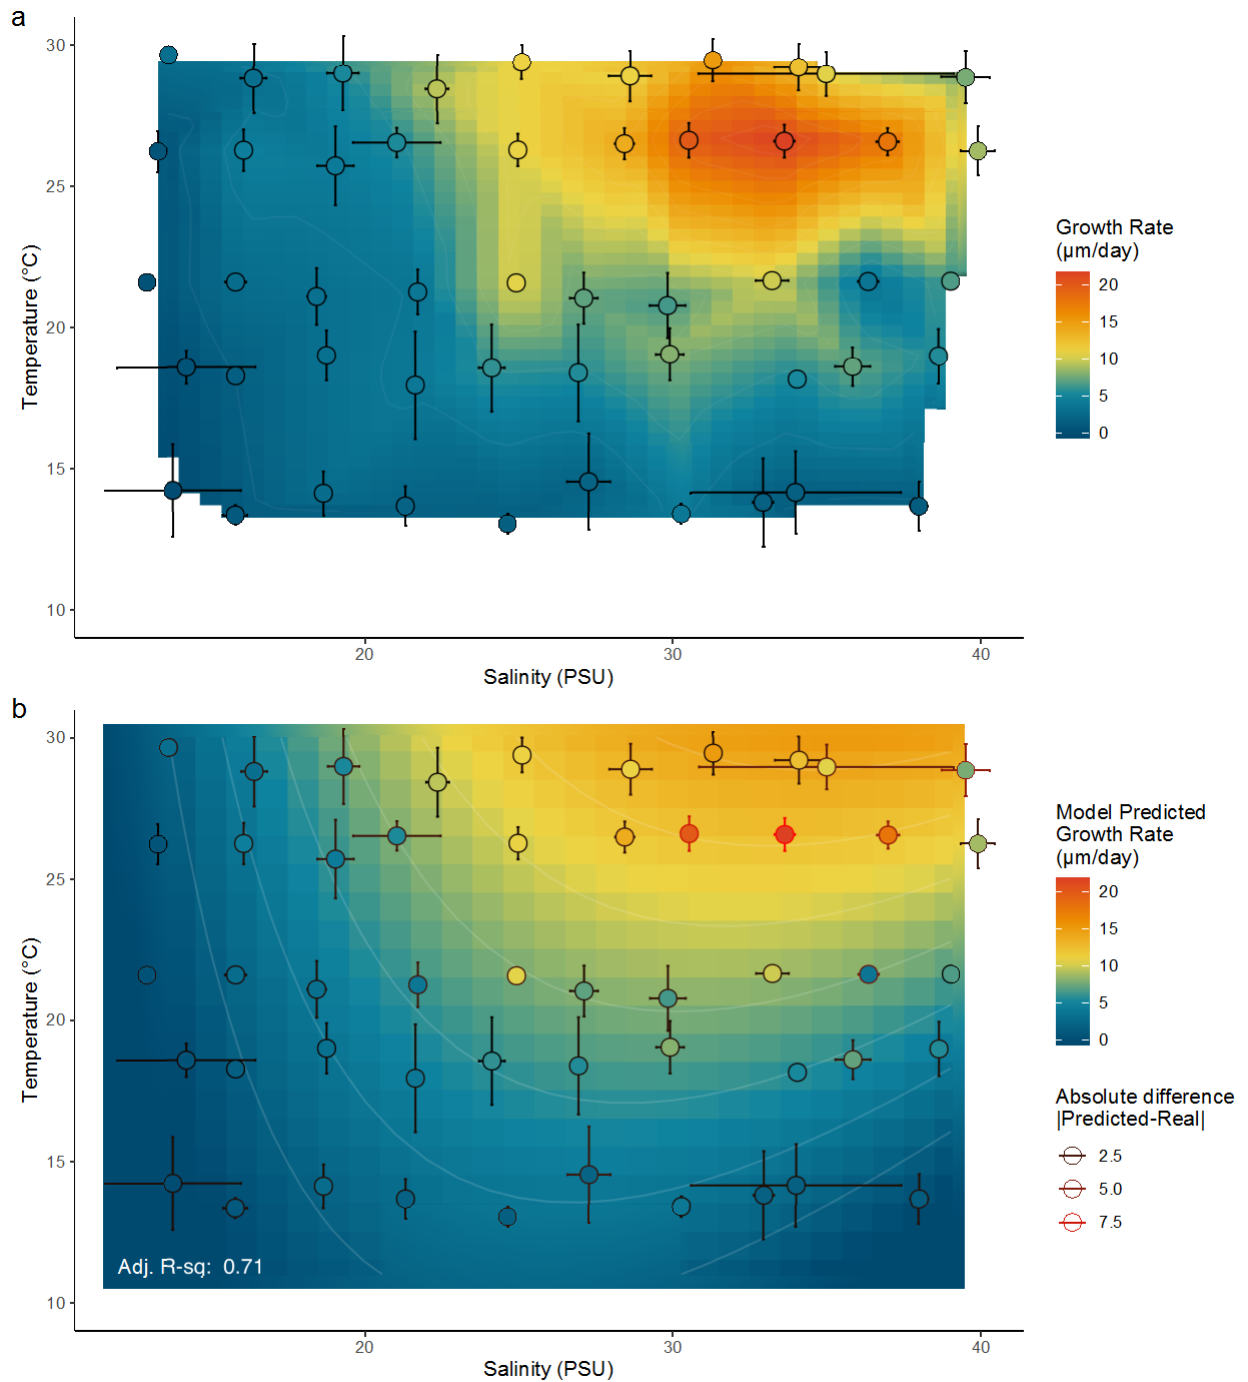 a
30
25
20
15
10
Temperature (°C)
20 30 40
Salinity (PSU)
Growth Rate
(μm/day)
20
15
10
5
0
b
30
25
20
15
10
Temperature (°C)
Adj. R-sq: 0.71
20 30 40
Salinity (PSU)
Model Predicted
Growth Rate
(μm/day)
20
15
10
5
0
Absolute difference
|Predicted-Real|
2.5
5.0
7.5